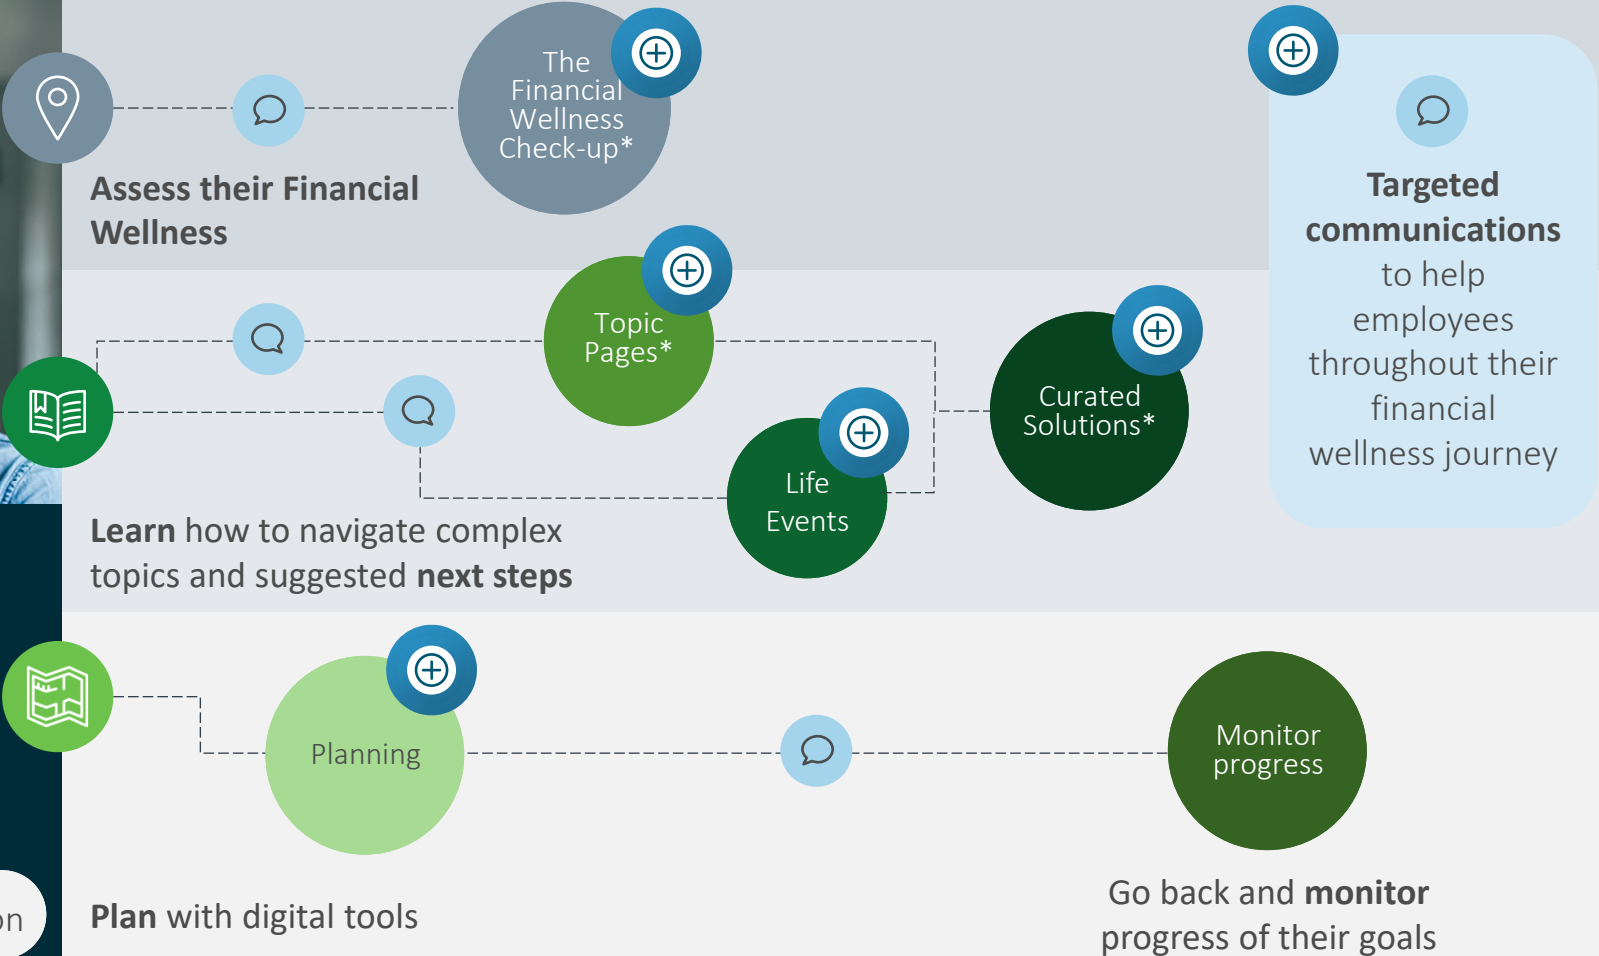 The
Financial
Wellness
Check-up*
Assess their Financial
Wellness
Targeted
communications
to help
employees
throughout their
financial
wellness journey
Topic
Pages*
Curated
Solutions*
Life
Events
Learn how to navigate complex
topics and suggested next steps
Planning
Monitor
progress
Plan with digital tools
Go back and monitor
progress of their goals